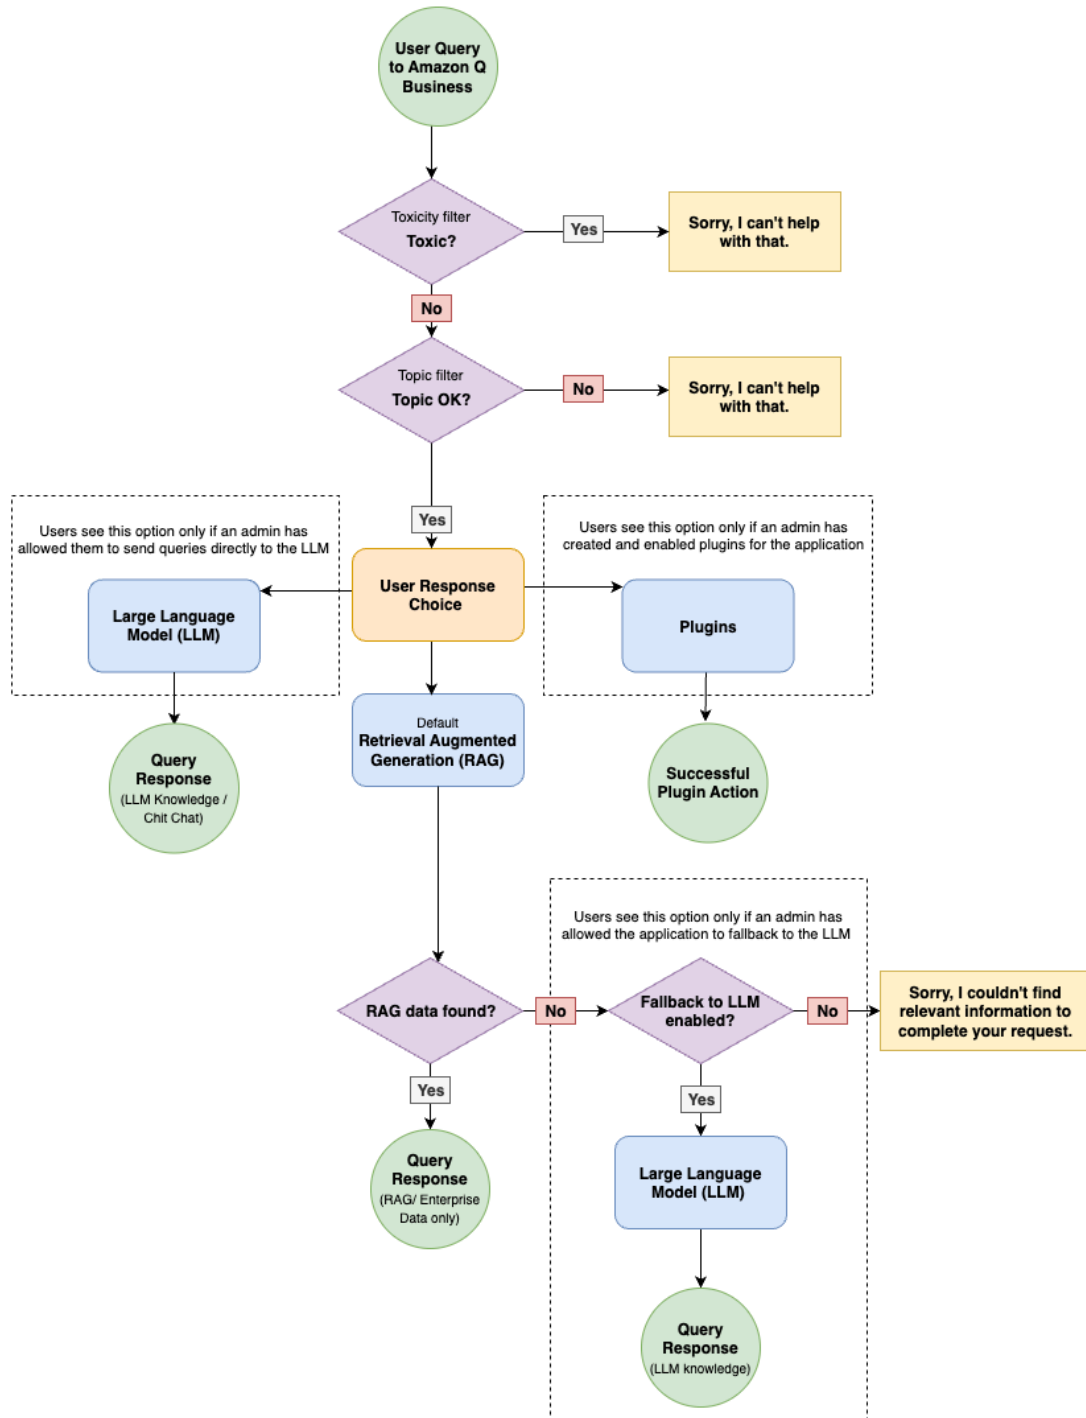 User Query
to Amazon Q
Business
Toxicity filter
Toxic?
Yes
Sorry, I can't help
with that.
No
Topic filter
Topic OK?
No
Sorry, I can't help
with that.
Yes
Users see this option only if an admin has
allowed them to send queries directly to the LLM
Large Language
Model (LLM)
User Response
Choice
Users see this option only if an admin has
created and enabled plugins for the application
Plugins
Query
Response
(LLM Knowledge /
Chit Chat)
Default
Retrieval Augmented
Generation (RAG)
Successful
Plugin Action
Users see this option only if an admin has
allowed the application to fallback to the LLM
RAG data found?
No
Fallback to LLM
enabled?
No
Sorry, I couldn't find
relevant information to
complete your request.
Yes
Query
Response
(RAG/ Enterprise
Data only)
Yes
Large Language
Model (LLM)
Query
Response
(LLM knowledge)